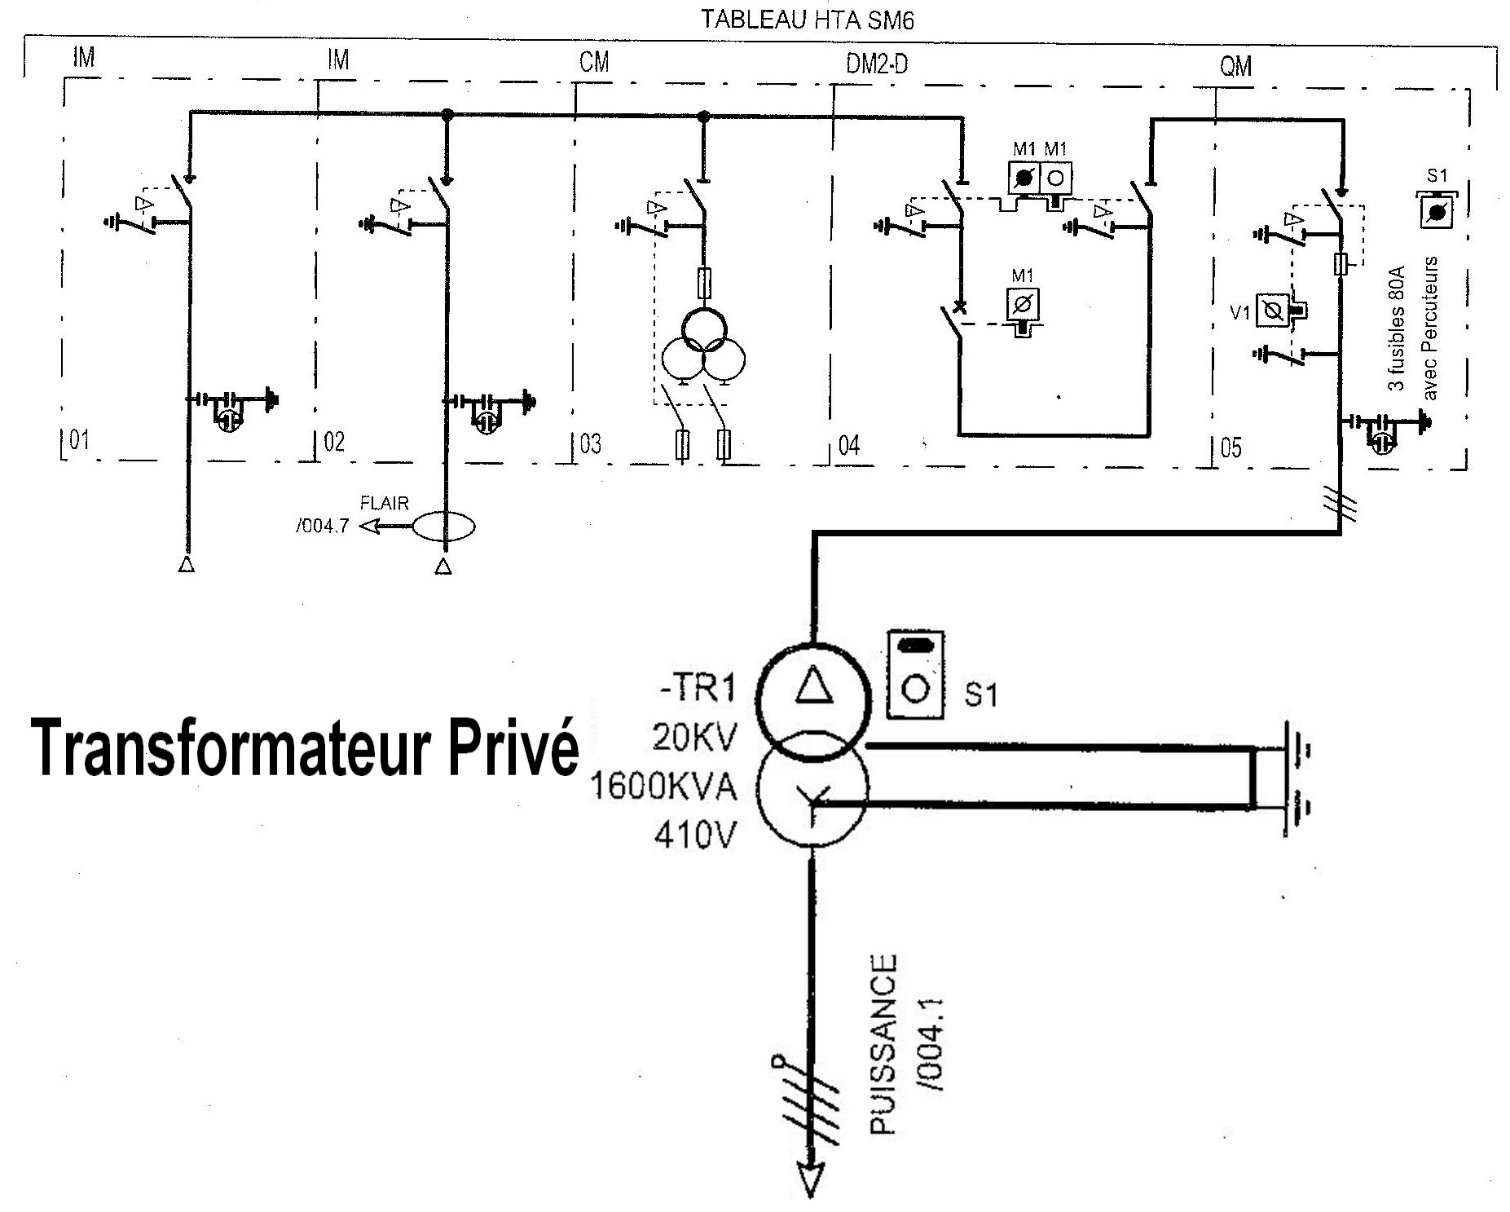 TABLEAU HTA SM6
IM
IM
CM
DM2-D
QM
M1 M1
S1
M1
V1
3 fusibles 80A
avec Percuteurs
01
02
03
04
05
FLAIR
/004.7
-TR1
20KV
1600KVA
410V
S1
Transformateur Privé
PUISSANCE
/004.1